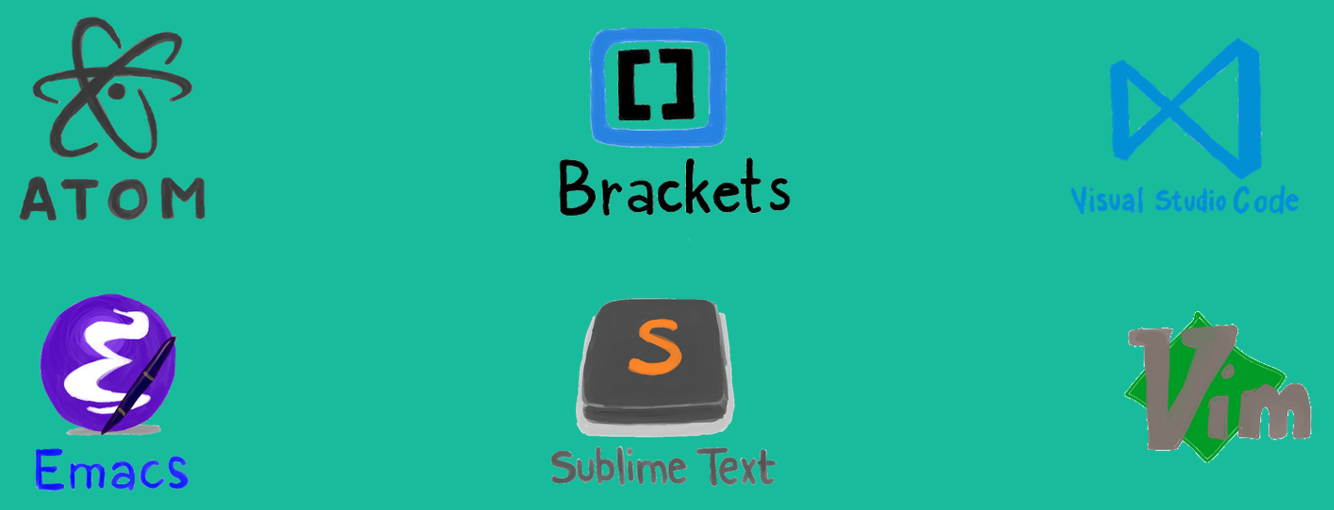 ATOM
[]
Brackets
Visual Studio Code
S
Emacs
Sublime Text
Vim